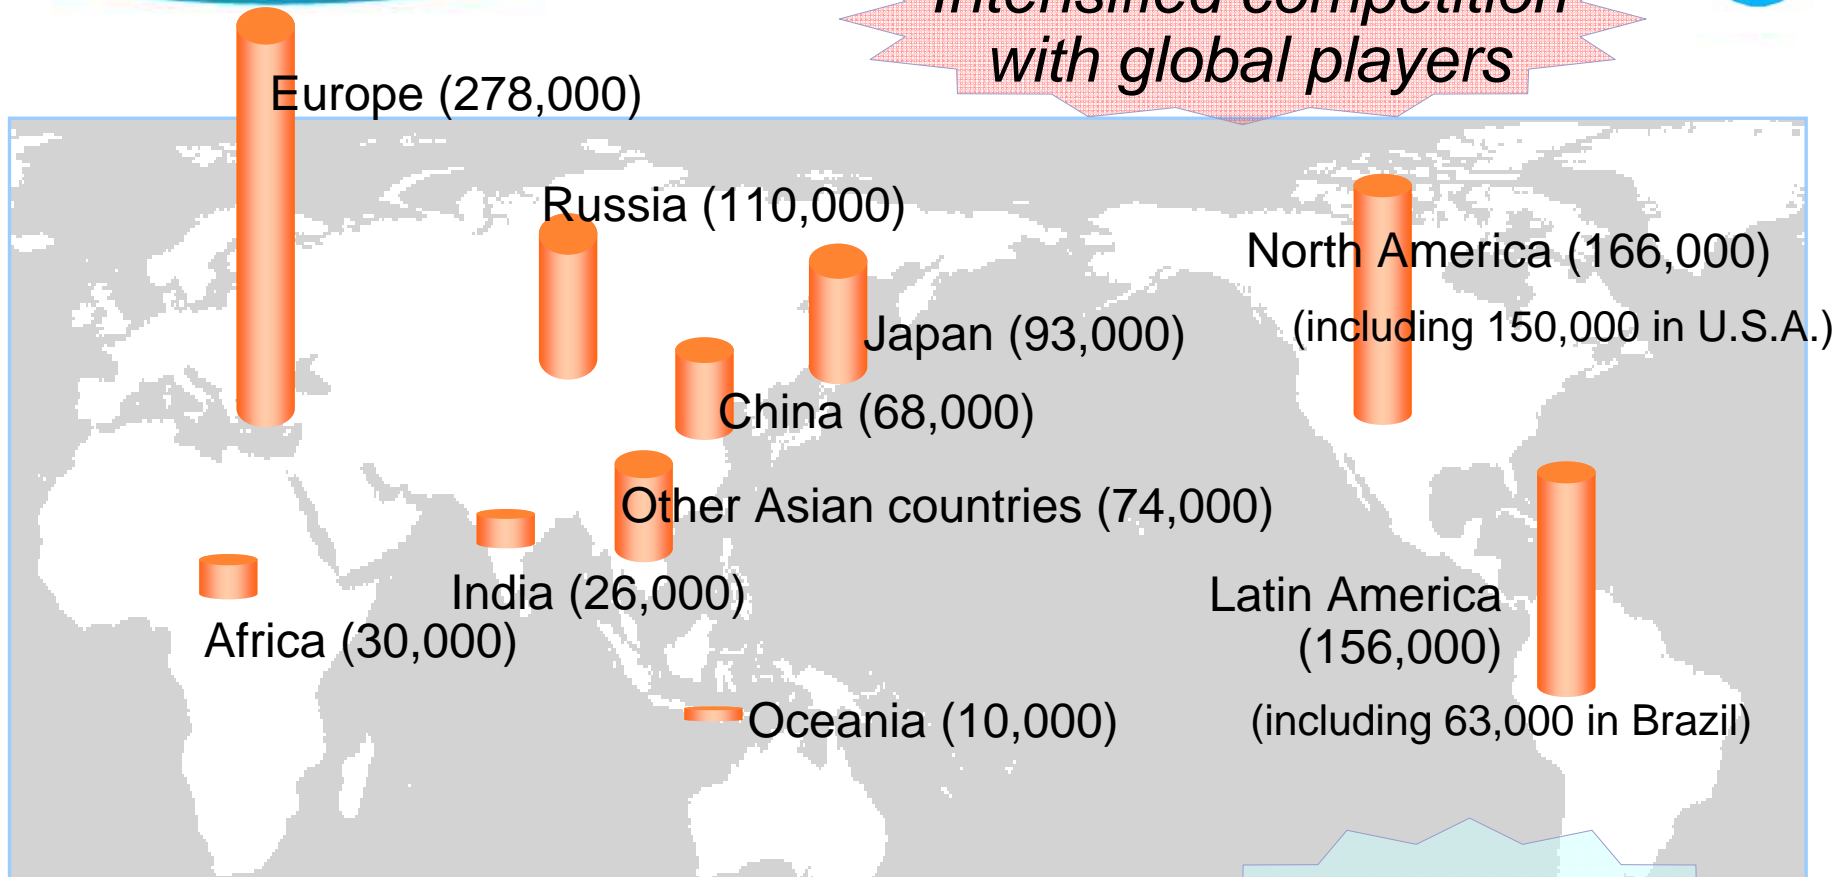 Intensified competition
with global players
Europe (278,000)
Russia (110,000)
North America (166,000)
(including 150,000 in U.S.A.)
Japan (93,000)
China (68,000)
Other Asian countries (74,000)
India (26,000)
Africa (30,000)
Latin America
(156,000)
(including 63,000 in Brazil)
Oceania (10,000)